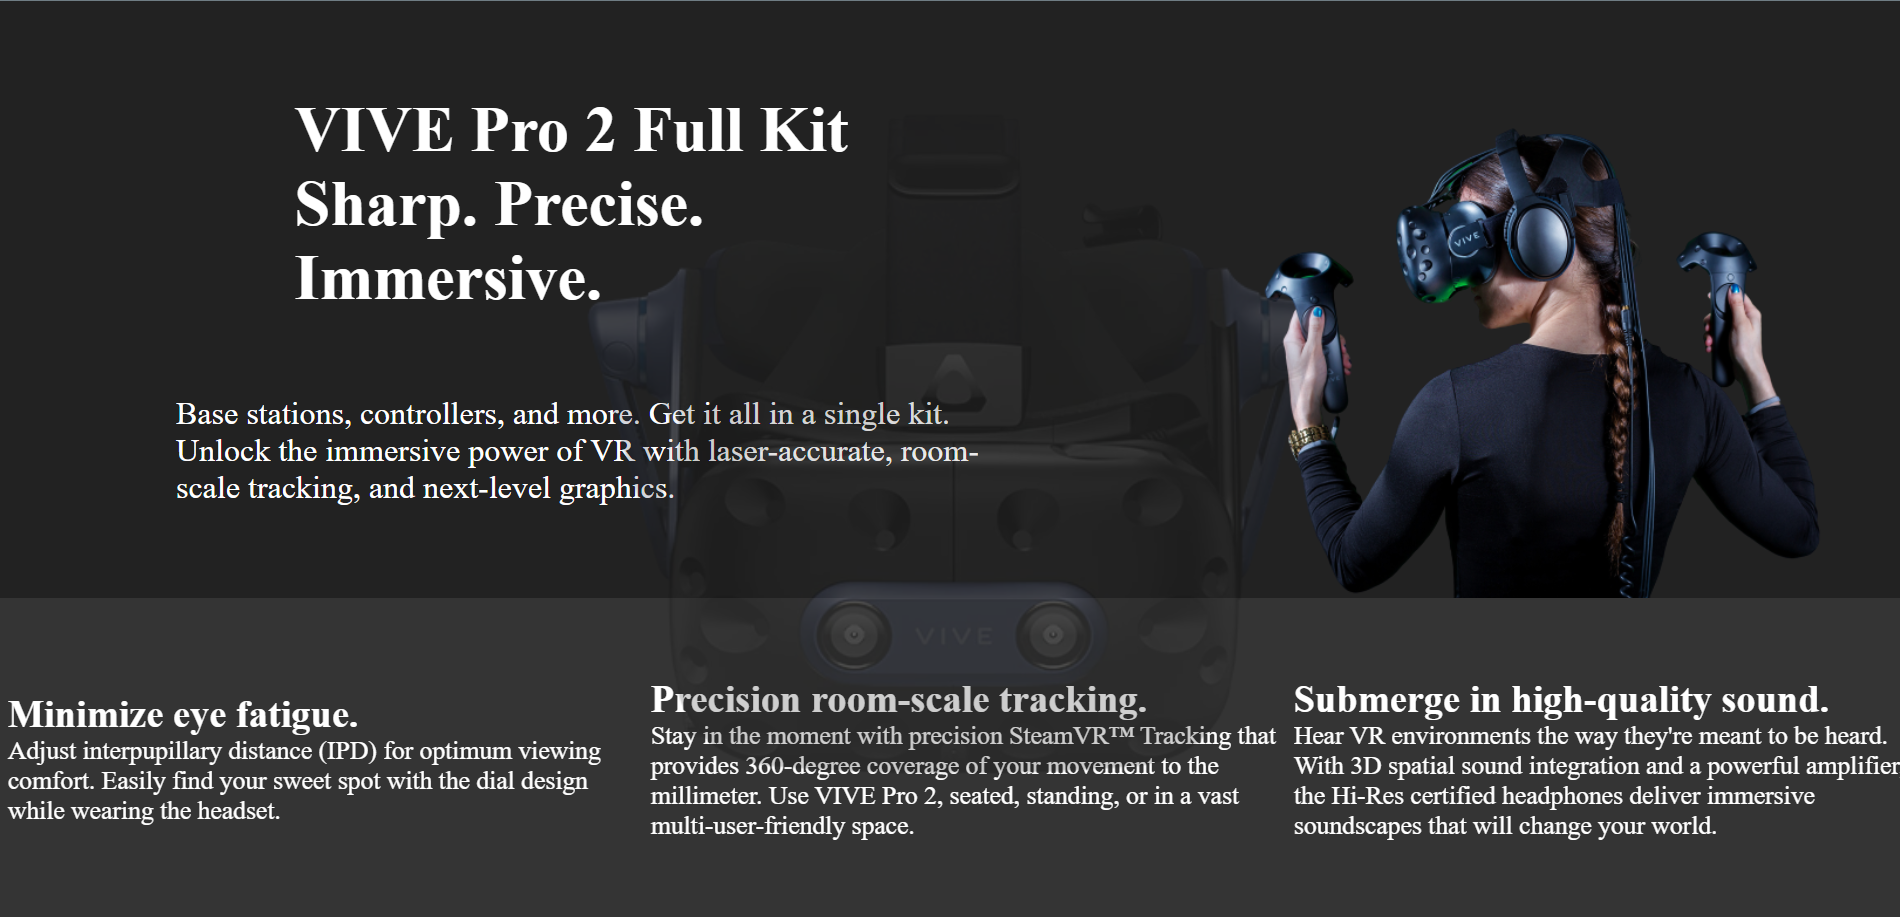 VIVE Pro 2 Full Kit
Sharp. Precise.
Immersive.
VIVE
Base stations, controllers, and more. Get it all in a single kit.
Unlock the immersive power of VR with laser-accurate, room-
scale tracking, and next-level graphics.
VIVE
Minimize eye fatigue.
Adjust interpupillary distance (IPD) for optimum viewing
comfort. Easily find your sweet spot with the dial design
while wearing the headset.
Precision room-scale tracking.
Stay in the moment with precision SteamVR™ Tracking that
provides 360-degree coverage of your movement to the
millimeter. Use VIVE Pro 2, seated, standing, or in a vast
multi-user-friendly space.
Submerge in high-quality sound.
Hear VR environments the way they're meant to be heard.
With 3D spatial sound integration and a powerful amplifier
the Hi-Res certified headphones deliver immersive
soundscapes that will change your world.